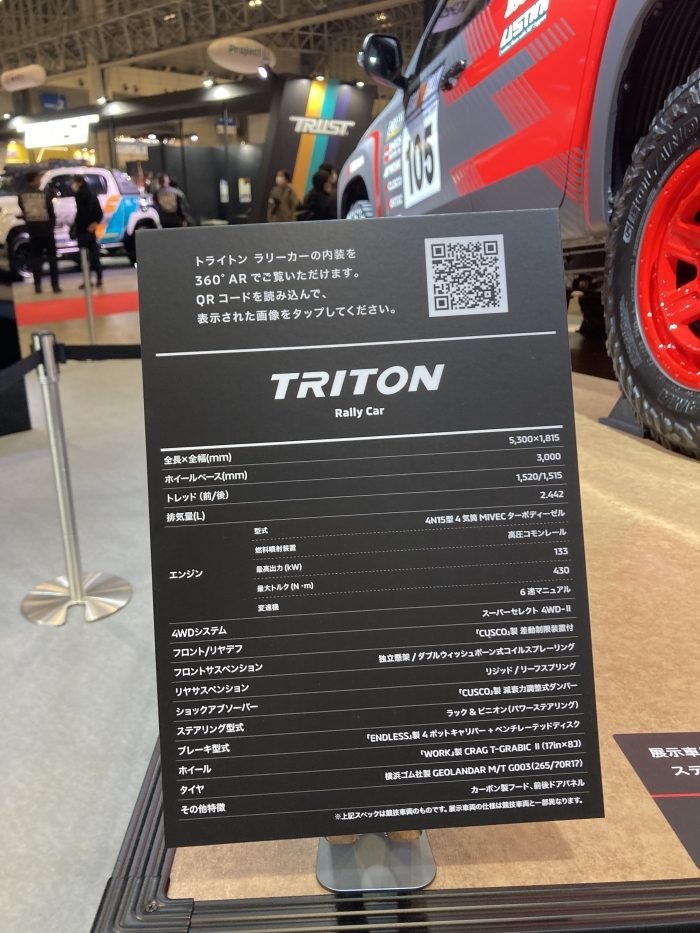 Project
TRUST
105
トライトン ラリーカーの内装を
360°ARでご覧いただけます。
QRコードを読み込んで、
表示された画像をタップしてください。
TRITON
Rally Car
全長×全幅(mm) 5,300×1,815
ホイールベース(mm) 3,000
トレッド（前/後） 1,520/1,515
排気量(L) 2.442
エンジン
型式 4N15型 4気筒 MIVEC ターボディーゼル
燃料噴射装置 高圧コモンレール
最高出力 (kW) 133
最大トルク (N・m) 430
変速機 6速マニュアル
4WDシステム スーパーセレクト 4WD-II
フロント/リヤデフ 「CUSCO」製 差動制限装置付
フロントサスペンション 独立懸架 / ダブルウィッシュボーン式コイルスプレーリング
リヤサスペンション リジッド / リーフスプリング
ショックアブソーバー 「CUSCO」製 減衰力調整式ダンパー
ステアリング型式 ラック & ピニオン（パワーステアリング）
ブレーキ型式 「ENDLESS」製 4ポットキャリパー + ベンチレーテッドディスク
ホイール 「WORK」製 CRAG T-GRABIC II (17in×8J)
タイヤ 横浜ゴム社製 GEOLANDAR M/T G003 (265/70R17)
その他特徴 カーボン製フード、前後ドアパネル
※上記スペックは競技車両のものです。展示車両の仕様は競技車両と一部異なります。
展示車
ステ